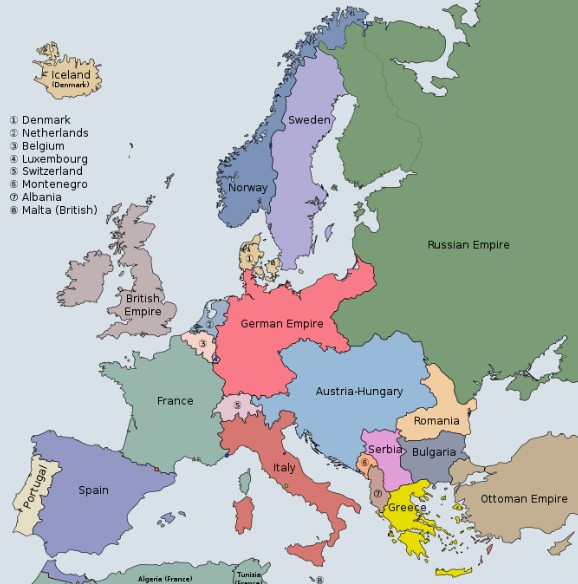 Iceland
(Denmark)
① Denmark
② Netherlands
③ Belgium
④ Luxembourg
⑤ Switzerland
⑥ Montenegro
⑦ Albania
⑧ Malta (British)
Sweden
Norway
Russian Empire
①
British
Empire
②
German Empire
③
④
Austria-Hungary
France
⑤
Romania
Serbia
Bulgaria
⑥
Italy
Portugal
Spain
⑦
Ottoman Empire
Greece
Algeria (France)
Tunisia
(France)
⑧